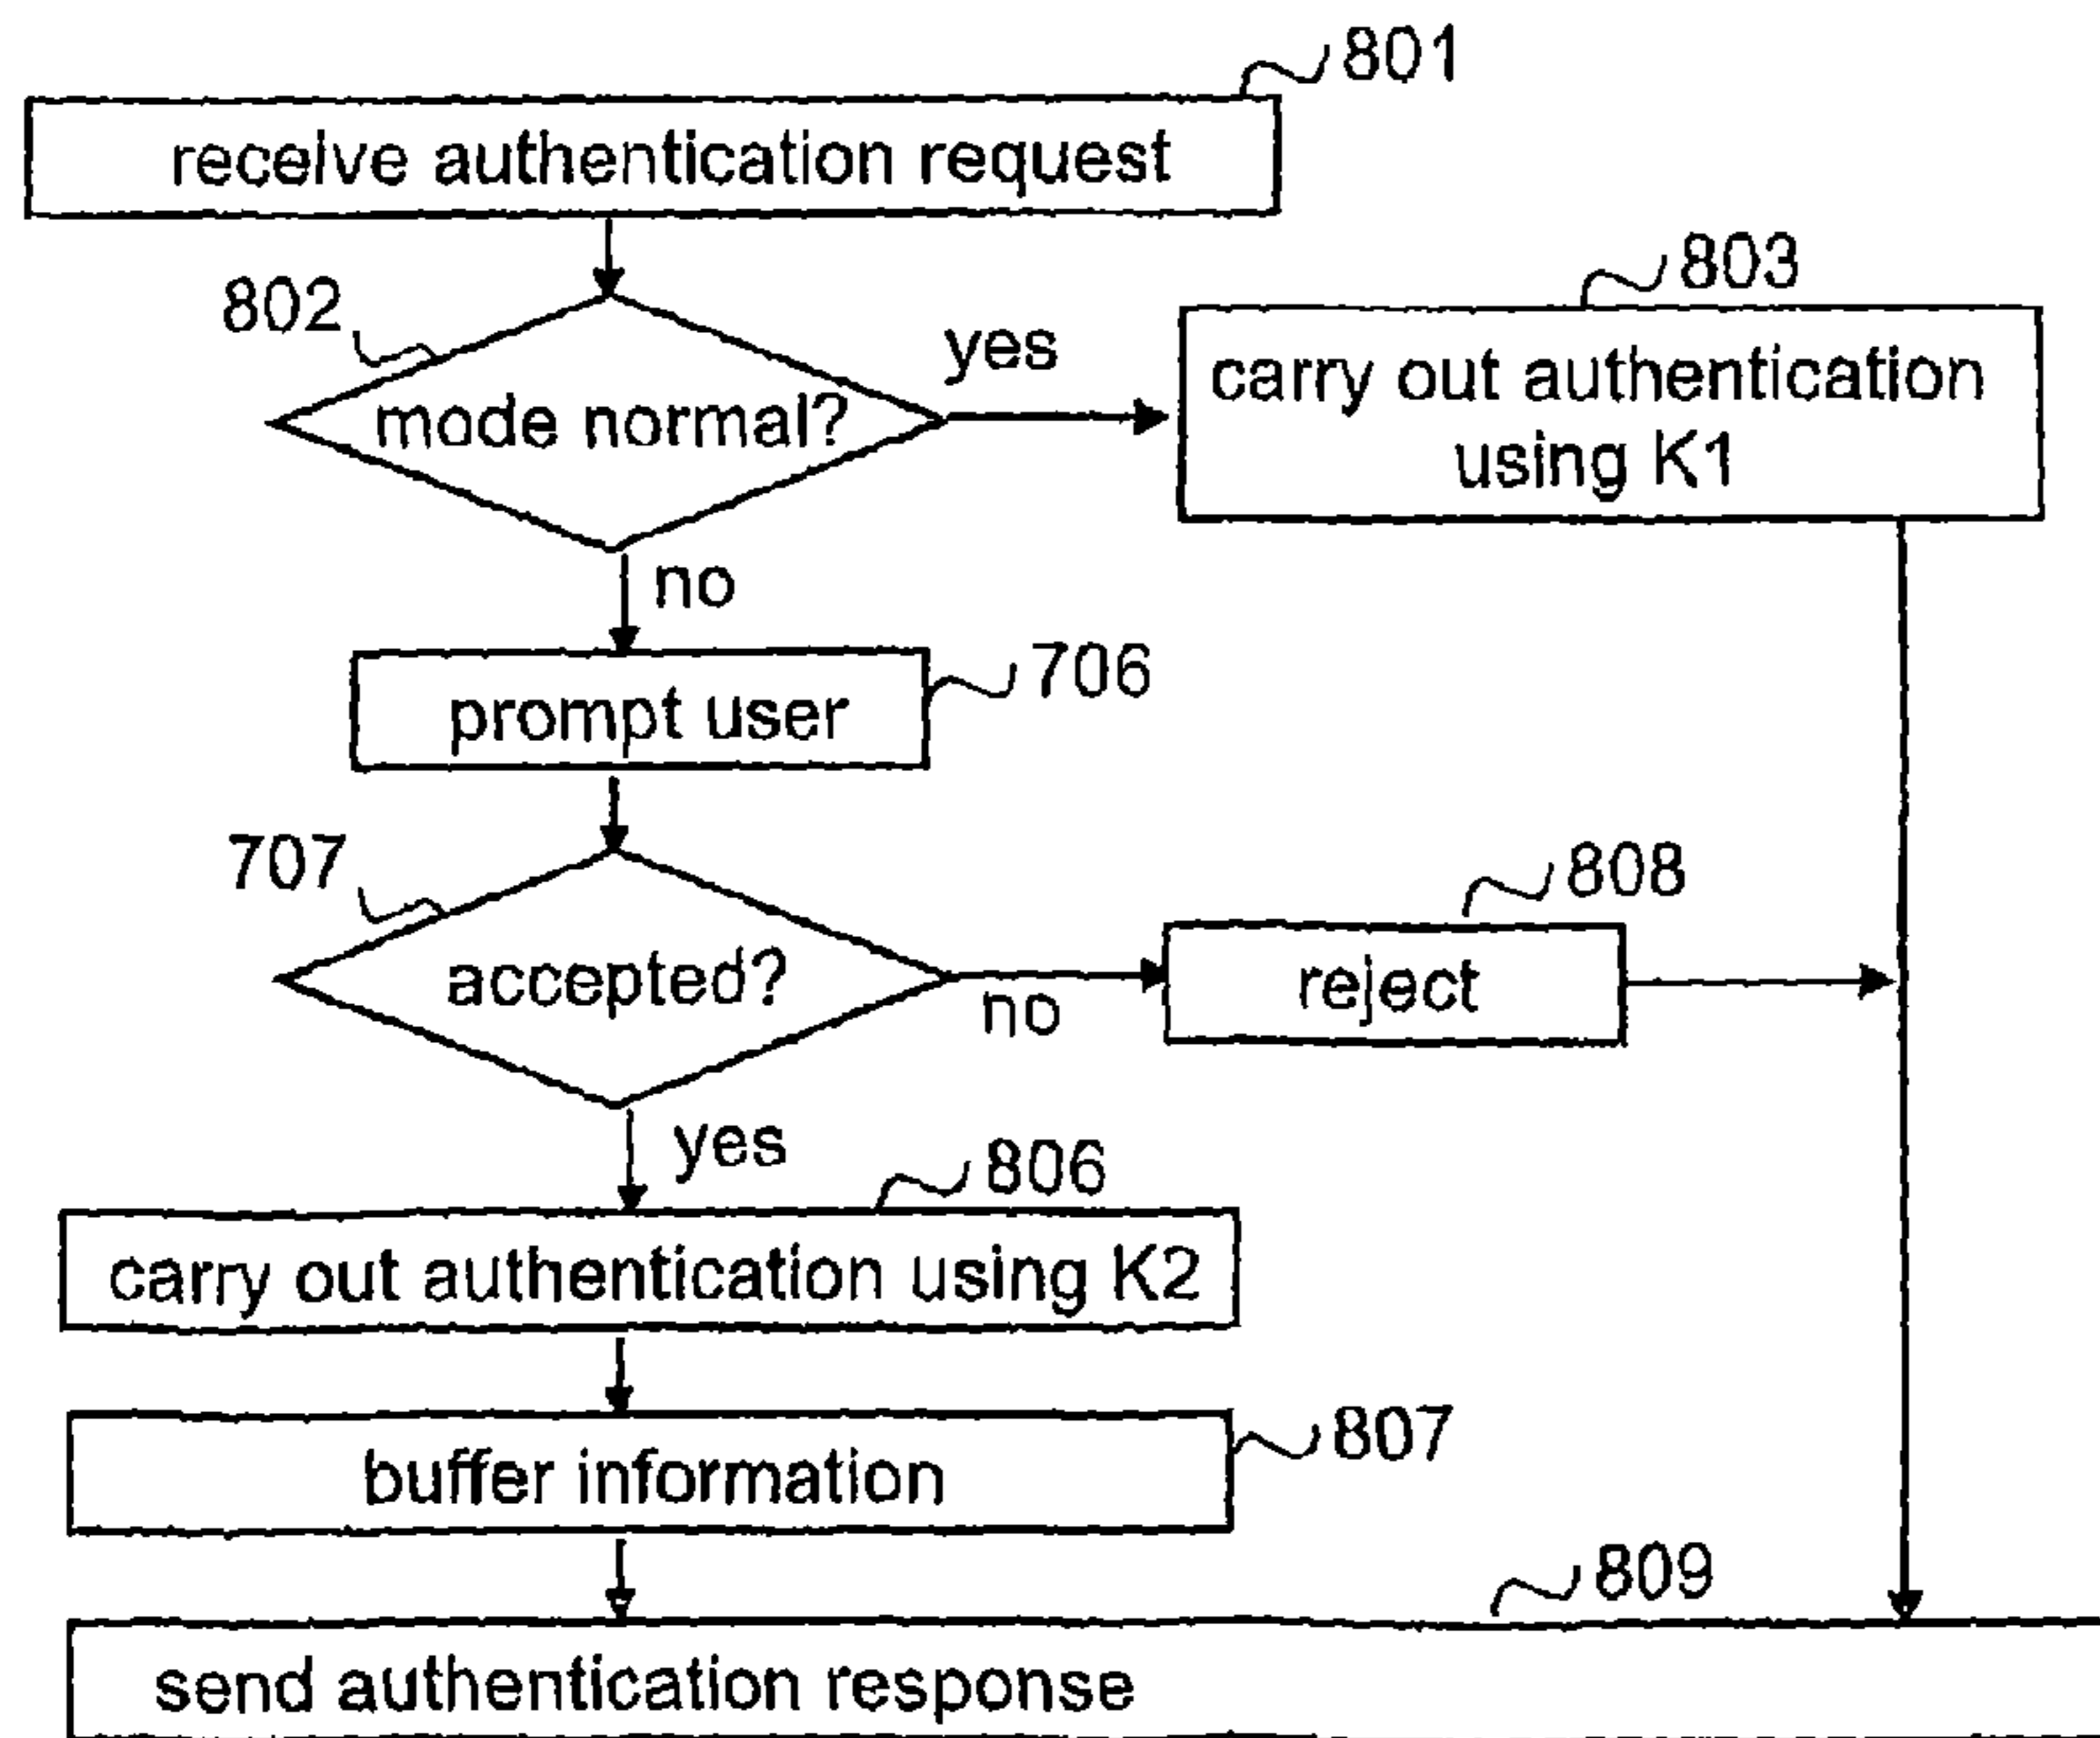 801
receive authentication request
802
mode normal?
yes
803
carry out authentication
using K1
no
prompt user
706
707
accepted?
no
808
reject
yes
806
carry out authentication using K2
buffer information
807
809
send authentication response